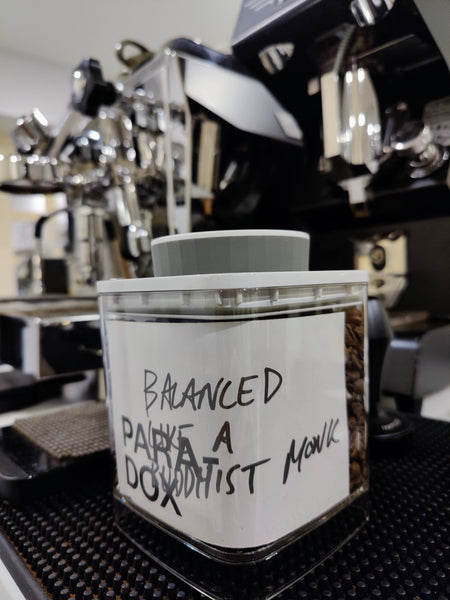 BALANCED
LIKE A
BUDDHIST MONK
PARA
DOX